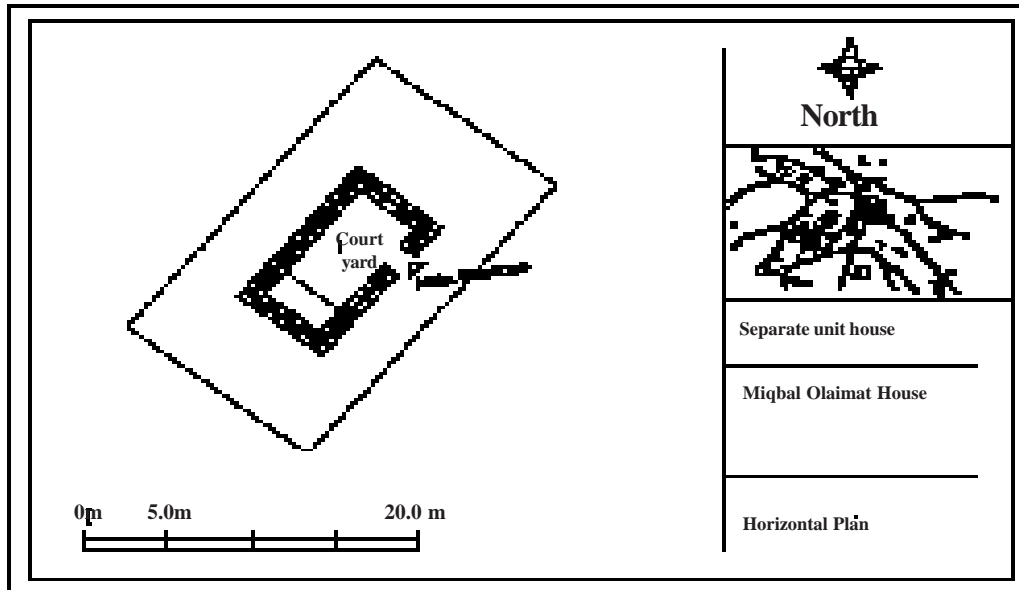 Court
yard
0m 5.0m 20.0 m
North
Separate unit house
Miqbal Olaimat House
Horizontal Plan